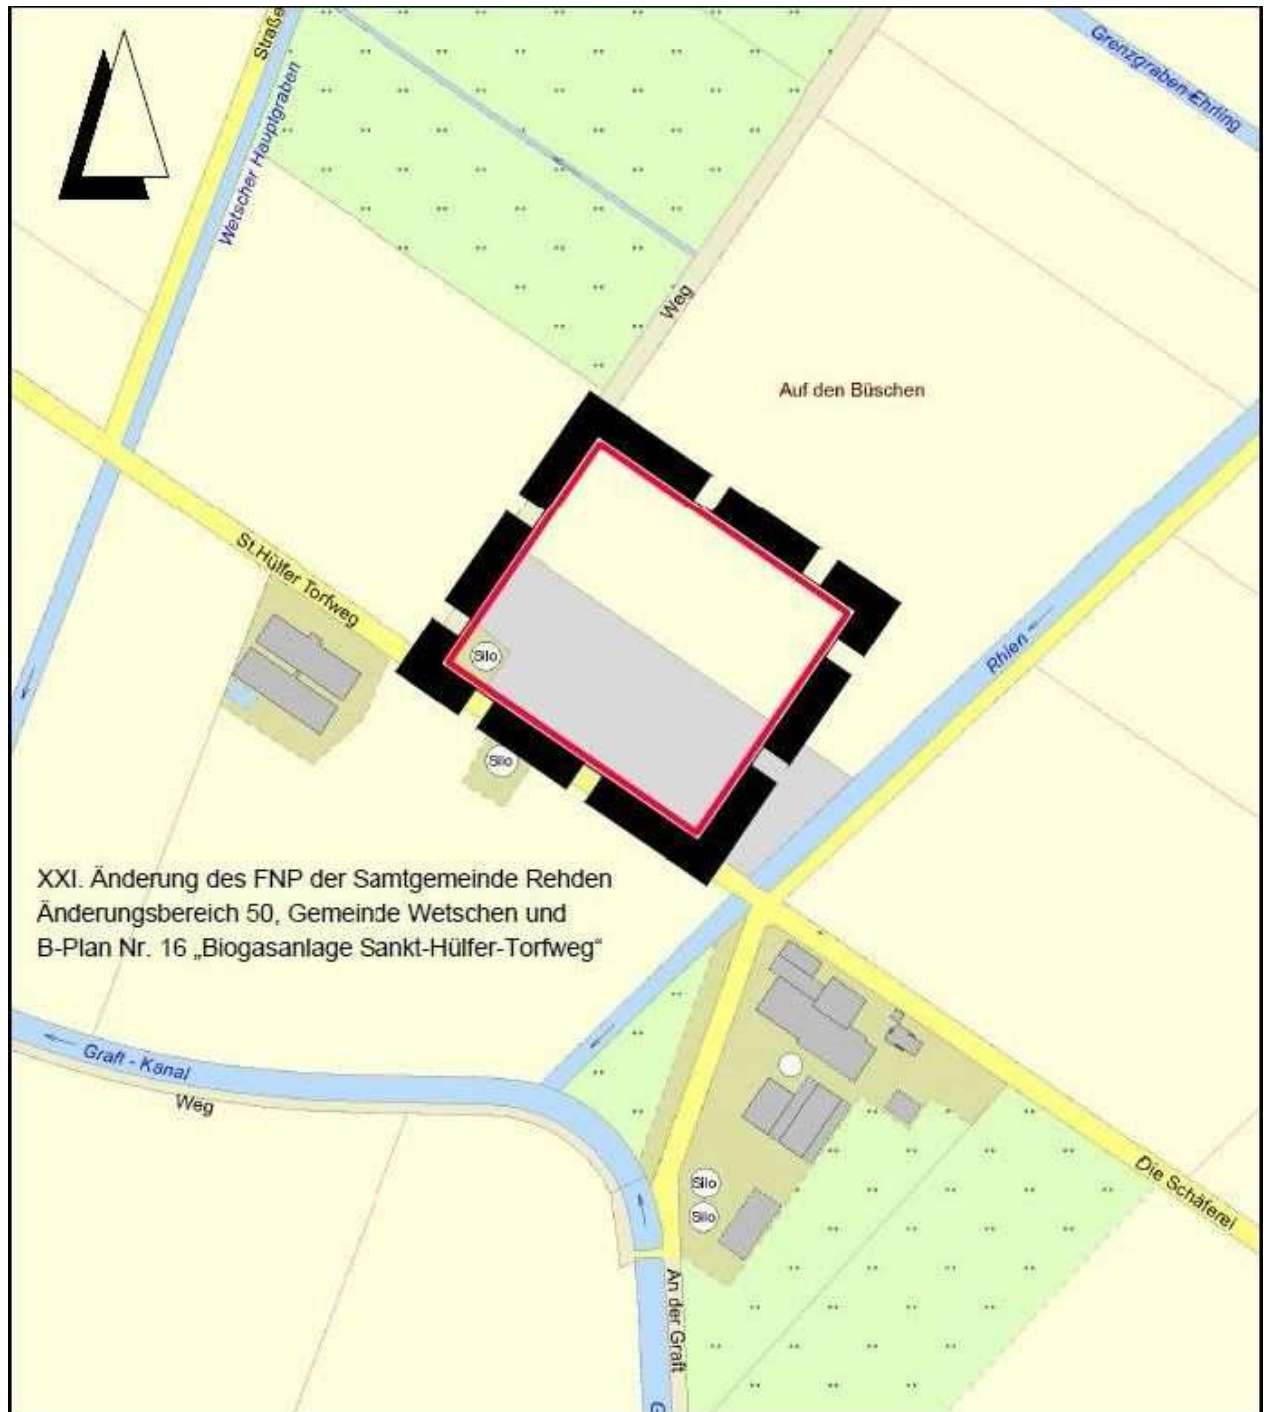 Straße
Wetscher Hauptgraben
Grenzgraben Ehrling
Weg
Auf den Büschen
St.Hülfer Torfweg
Rhien
Silo
Silo
XXI. Änderung des FNP der Samtgemeinde Rehden
Änderungsbereich 50, Gemeinde Wetschen und
B-Plan Nr. 16 „Biogasanlage Sankt-Hülfer-Torfweg“
Graft - Kanal
Weg
Die Schäferei
Silo
Silo
An der Graft